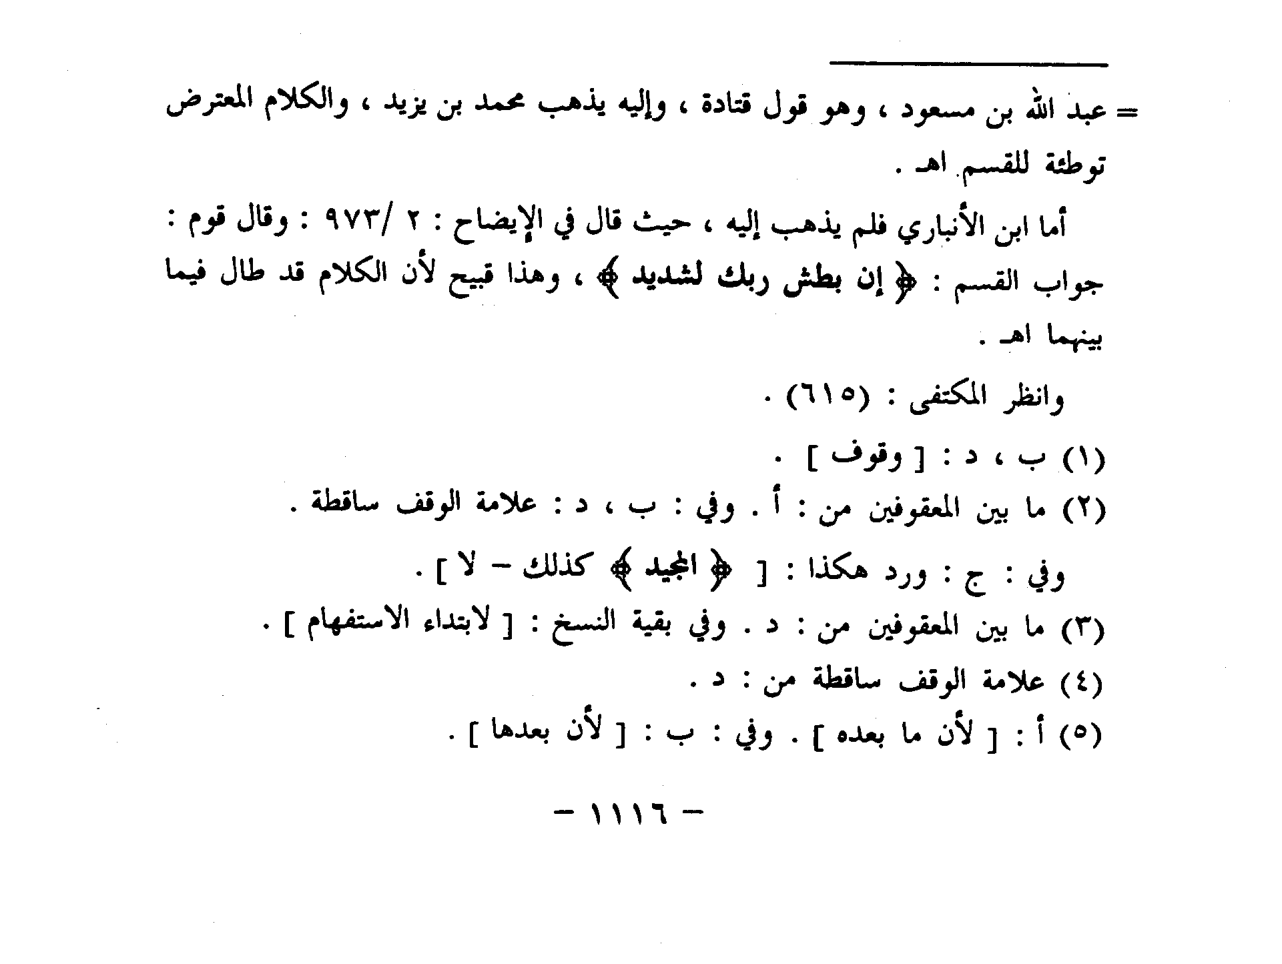 = عبد الله بن مسعود ، وهو قول قتادة ، وإليه يذهب محمد بن يزيد ، والكلام المعترض
توطئة للقسم اهـ .
أما ابن الأنباري فلم يذهب إليه ، حيث قال في الإيضاح : ٢ /٩٧٣ : وقال قوم :
جواب القسم : ﴿ إن بطش ربك لشديد ﴾ ، وهذا قبيح لأن الكلام قد طال فيما
بينهما اهـ .
وانظر المكتفى : (٦١٥) .
(١) ب ، د : [ وقوف ] .
(٢) ما بين المعقوفين من : أ . وفي : ب ، د : علامة الوقف ساقطة .
وفي : ج : ورد هكذا : [ ﴿ المجيد ﴾ كذلك – لا ] .
(٣) ما بين المعقوفين من : د . وفي بقية النسخ : [ لابتداء الاستفهام ] .
(٤) علامة الوقف ساقطة من : د .
(٥) أ : [ لأن ما بعده ] . وفي : ب : [ لأن بعدها ] .
– ١١١٦ –